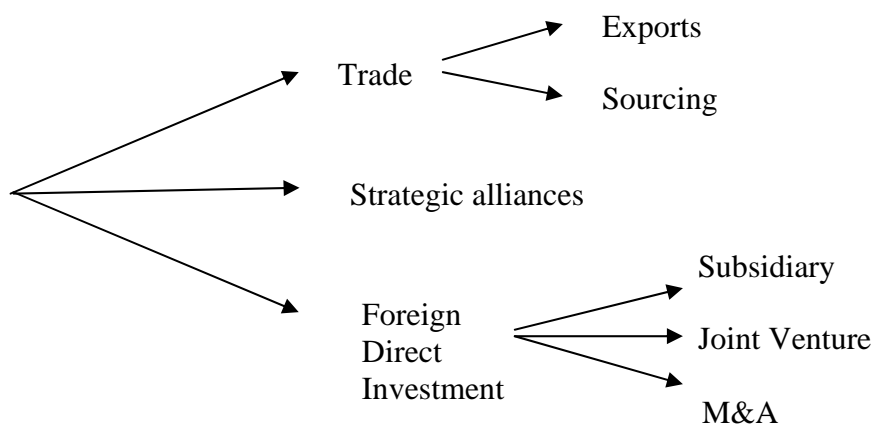 Exports
Trade
Sourcing
Strategic alliances
Subsidiary
Foreign
Direct
Investment
Joint Venture
M&A